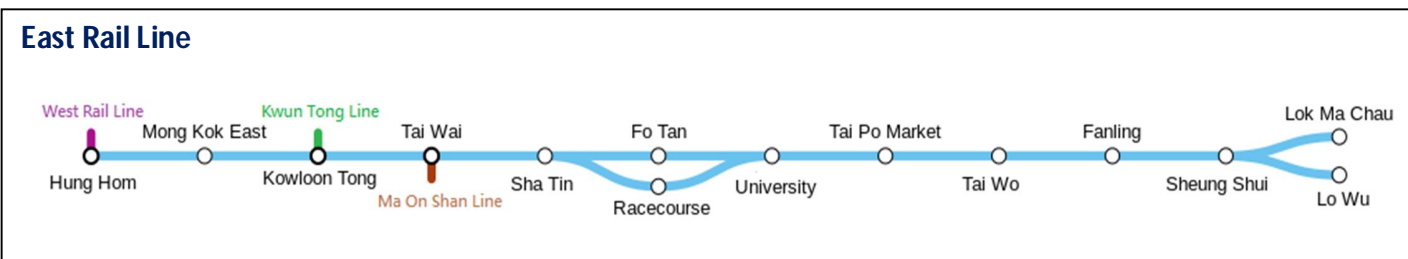 East Rail Line
West Rail Line
Kwun Tong Line
Lok Ma Chau
Mong Kok East
Tai Wai
Fo Tan
Tai Po Market
Fanling
Hung Hom
Kowloon Tong
Sha Tin
University
Tai Wo
Sheung Shui
Ma On Shan Line
Racecourse
Lo Wu